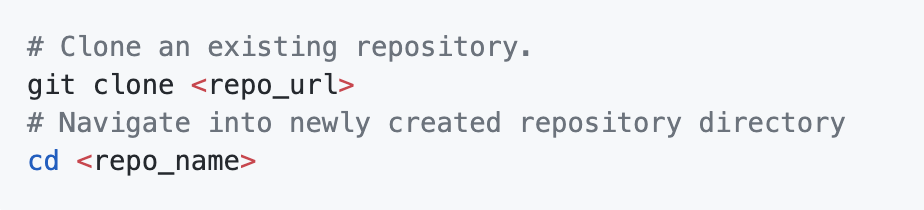 # Clone an existing repository.
git clone <repo_url>
# Navigate into newly created repository directory
cd <repo_name>